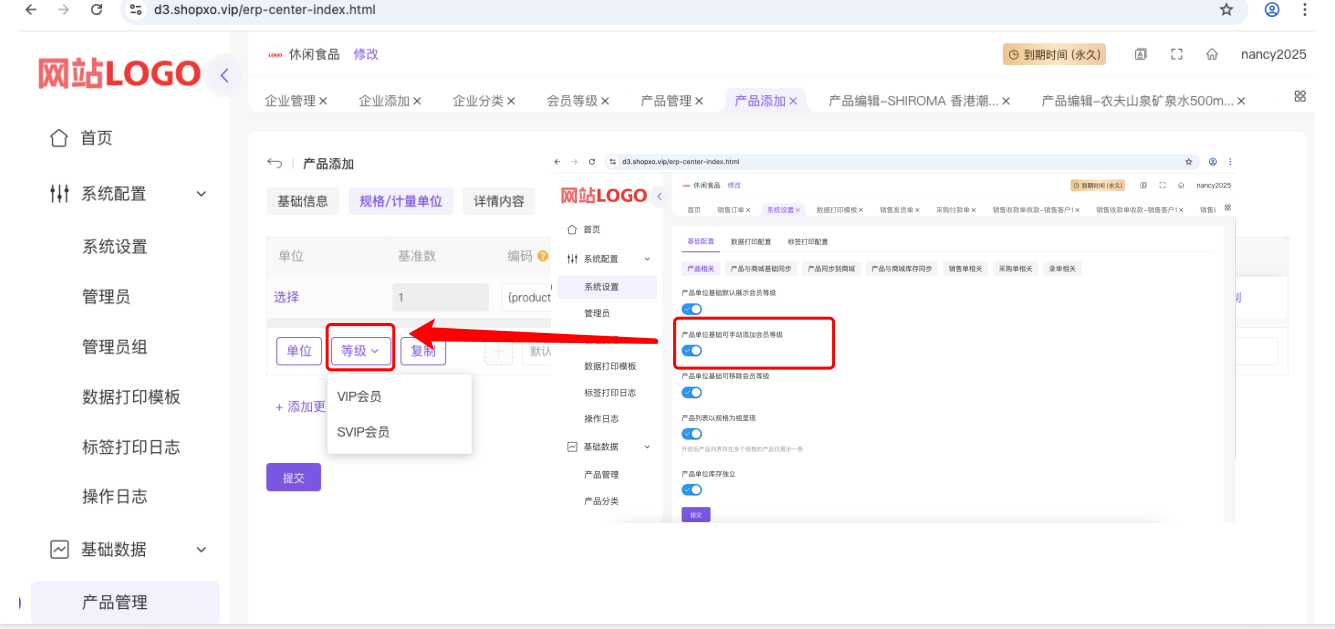 d3.shopxo.vip/erp-center-index.html
网站LOGO
休闲食品 修改
到期时间 (永久)
nancy2025
企业管理× 企业添加× 企业分类× 会员等级× 产品管理× 产品添加× 产品编辑-SHIROMA 香港潮...× 产品编辑-农夫山泉矿泉水500m...×
首页
系统配置
系统设置
管理员
管理员组
数据打印模板
标签打印日志
操作日志
基础数据
产品管理
产品添加
基础信息 规格/计量单位 详情内容
单位 基准数 编码
选择 1 {product
单位 等级 复制 默认
VIP会员
SVIP会员
+ 添加更
提交
d3.shopxo.vip/erp-center-index.html
网站LOGO
休闲食品 修改
到期时间 (永久)
nancy2025
首页 销售订单× 系统设置× 数据打印模板× 销售发货单× 采购付款单× 销售收款单收款-销售客户1× 销售收款单收款-销售客户1×
首页
系统配置
系统设置
管理员
数据打印模板
标签打印日志
操作日志
基础数据
产品管理
产品分类
基础配置 数据打印配置 标签打印配置
产品相关 产品与商城基础同步 产品同步到商城 产品与商城库存同步 销售单相关 采购单相关 录单相关
产品单位基础默认展示会员等级
产品单位基础可手动添加会员等级
产品单位基础可移除会员等级
产品列表以规格为组呈现
开启后产品列表存在多个规格的产品仅展示一条
产品单位库存独立
提交